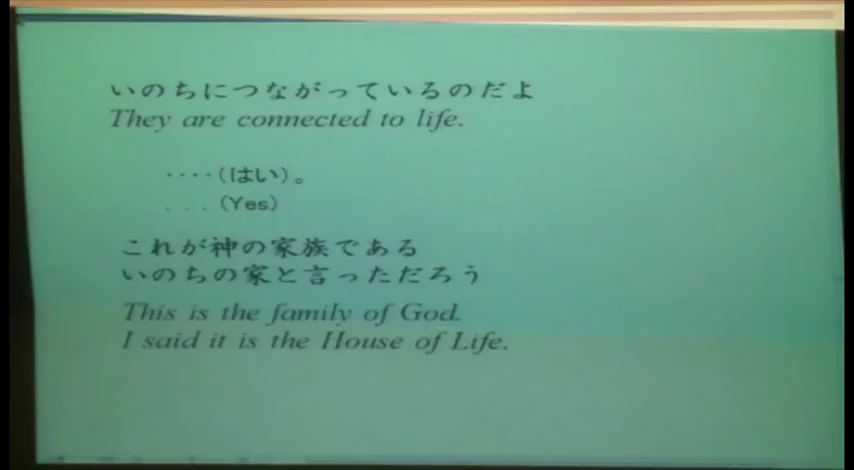 いのちにつながっているのだよ
They are connected to life.
････(はい)。
. . . (Yes)
これが神の家族である
いのちの家と言っただろう
This is the family of God.
I said it is the House of Life.